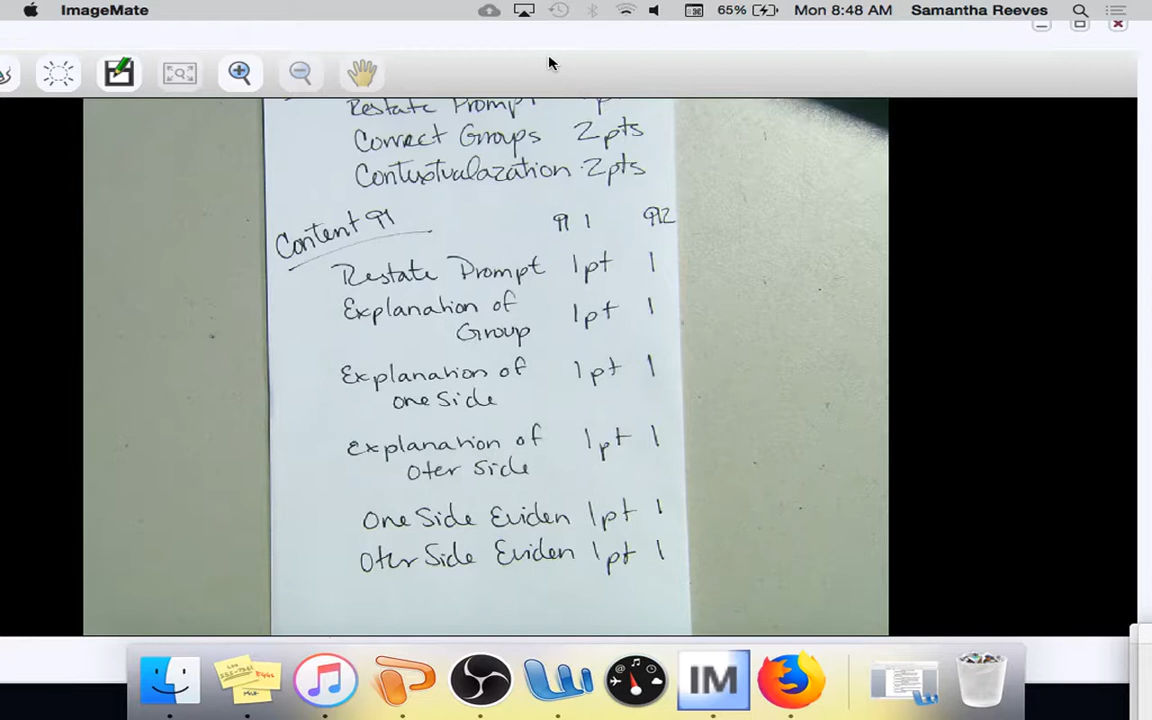 ImageMate 65% Mon 8:48 AM Samantha Reeves
Restate Prompt
Correct Groups 2pts
Contextualazation 2pts
Content ¶ ¶ 1 ¶2
Restate Prompt 1pt 1
Explanation of 1pt 1
Group
Explanation of 1pt 1
one Side
Explanation of 1pt 1
Oter Side
One Side Eviden 1pt 1
Oter Side Eviden 1pt 1
IM